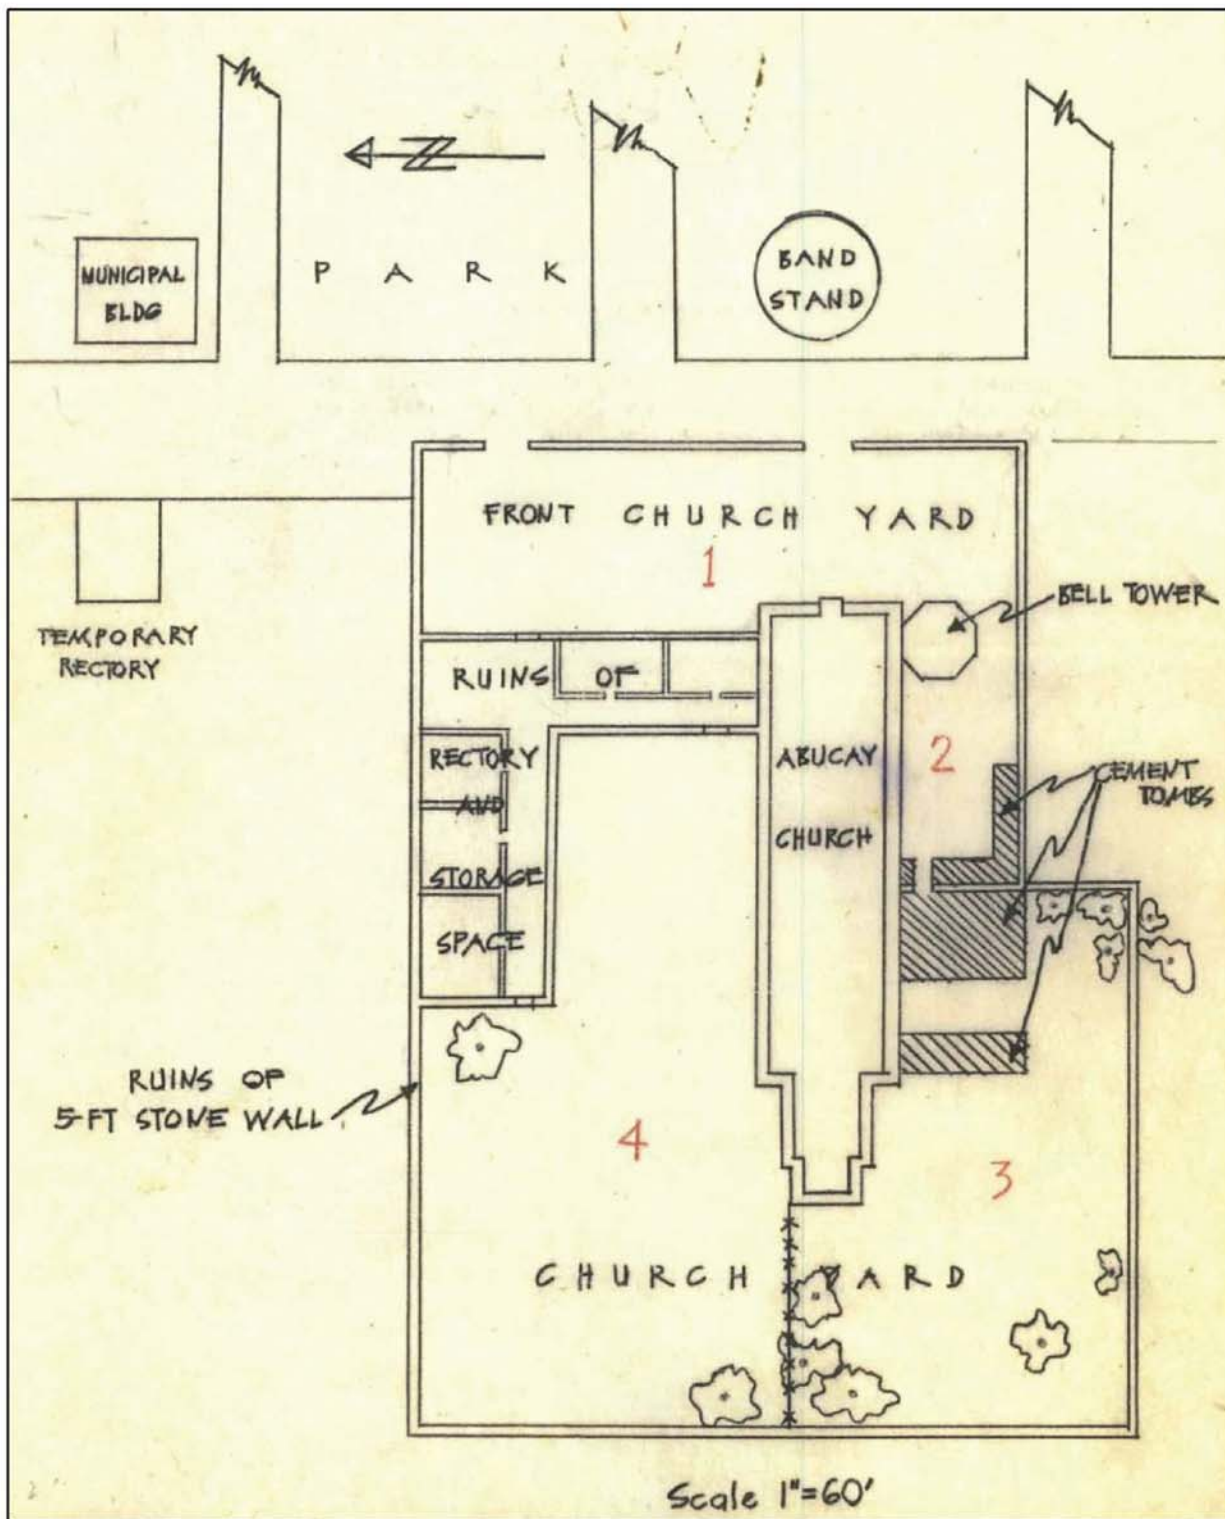 N
MUNICIPAL
BLDG
PARK
BAND
STAND
FRONT CHURCH YARD
1
BELL TOWER
TEMPORARY
RECTORY
RUINS OF
RECTORY
AND
STORAGE
SPACE
ABUCAY
CHURCH
2
CEMENT
TOMBS
RUINS OF
5-FT STONE WALL
4
3
CHURCH YARD
Scale 1"=60'